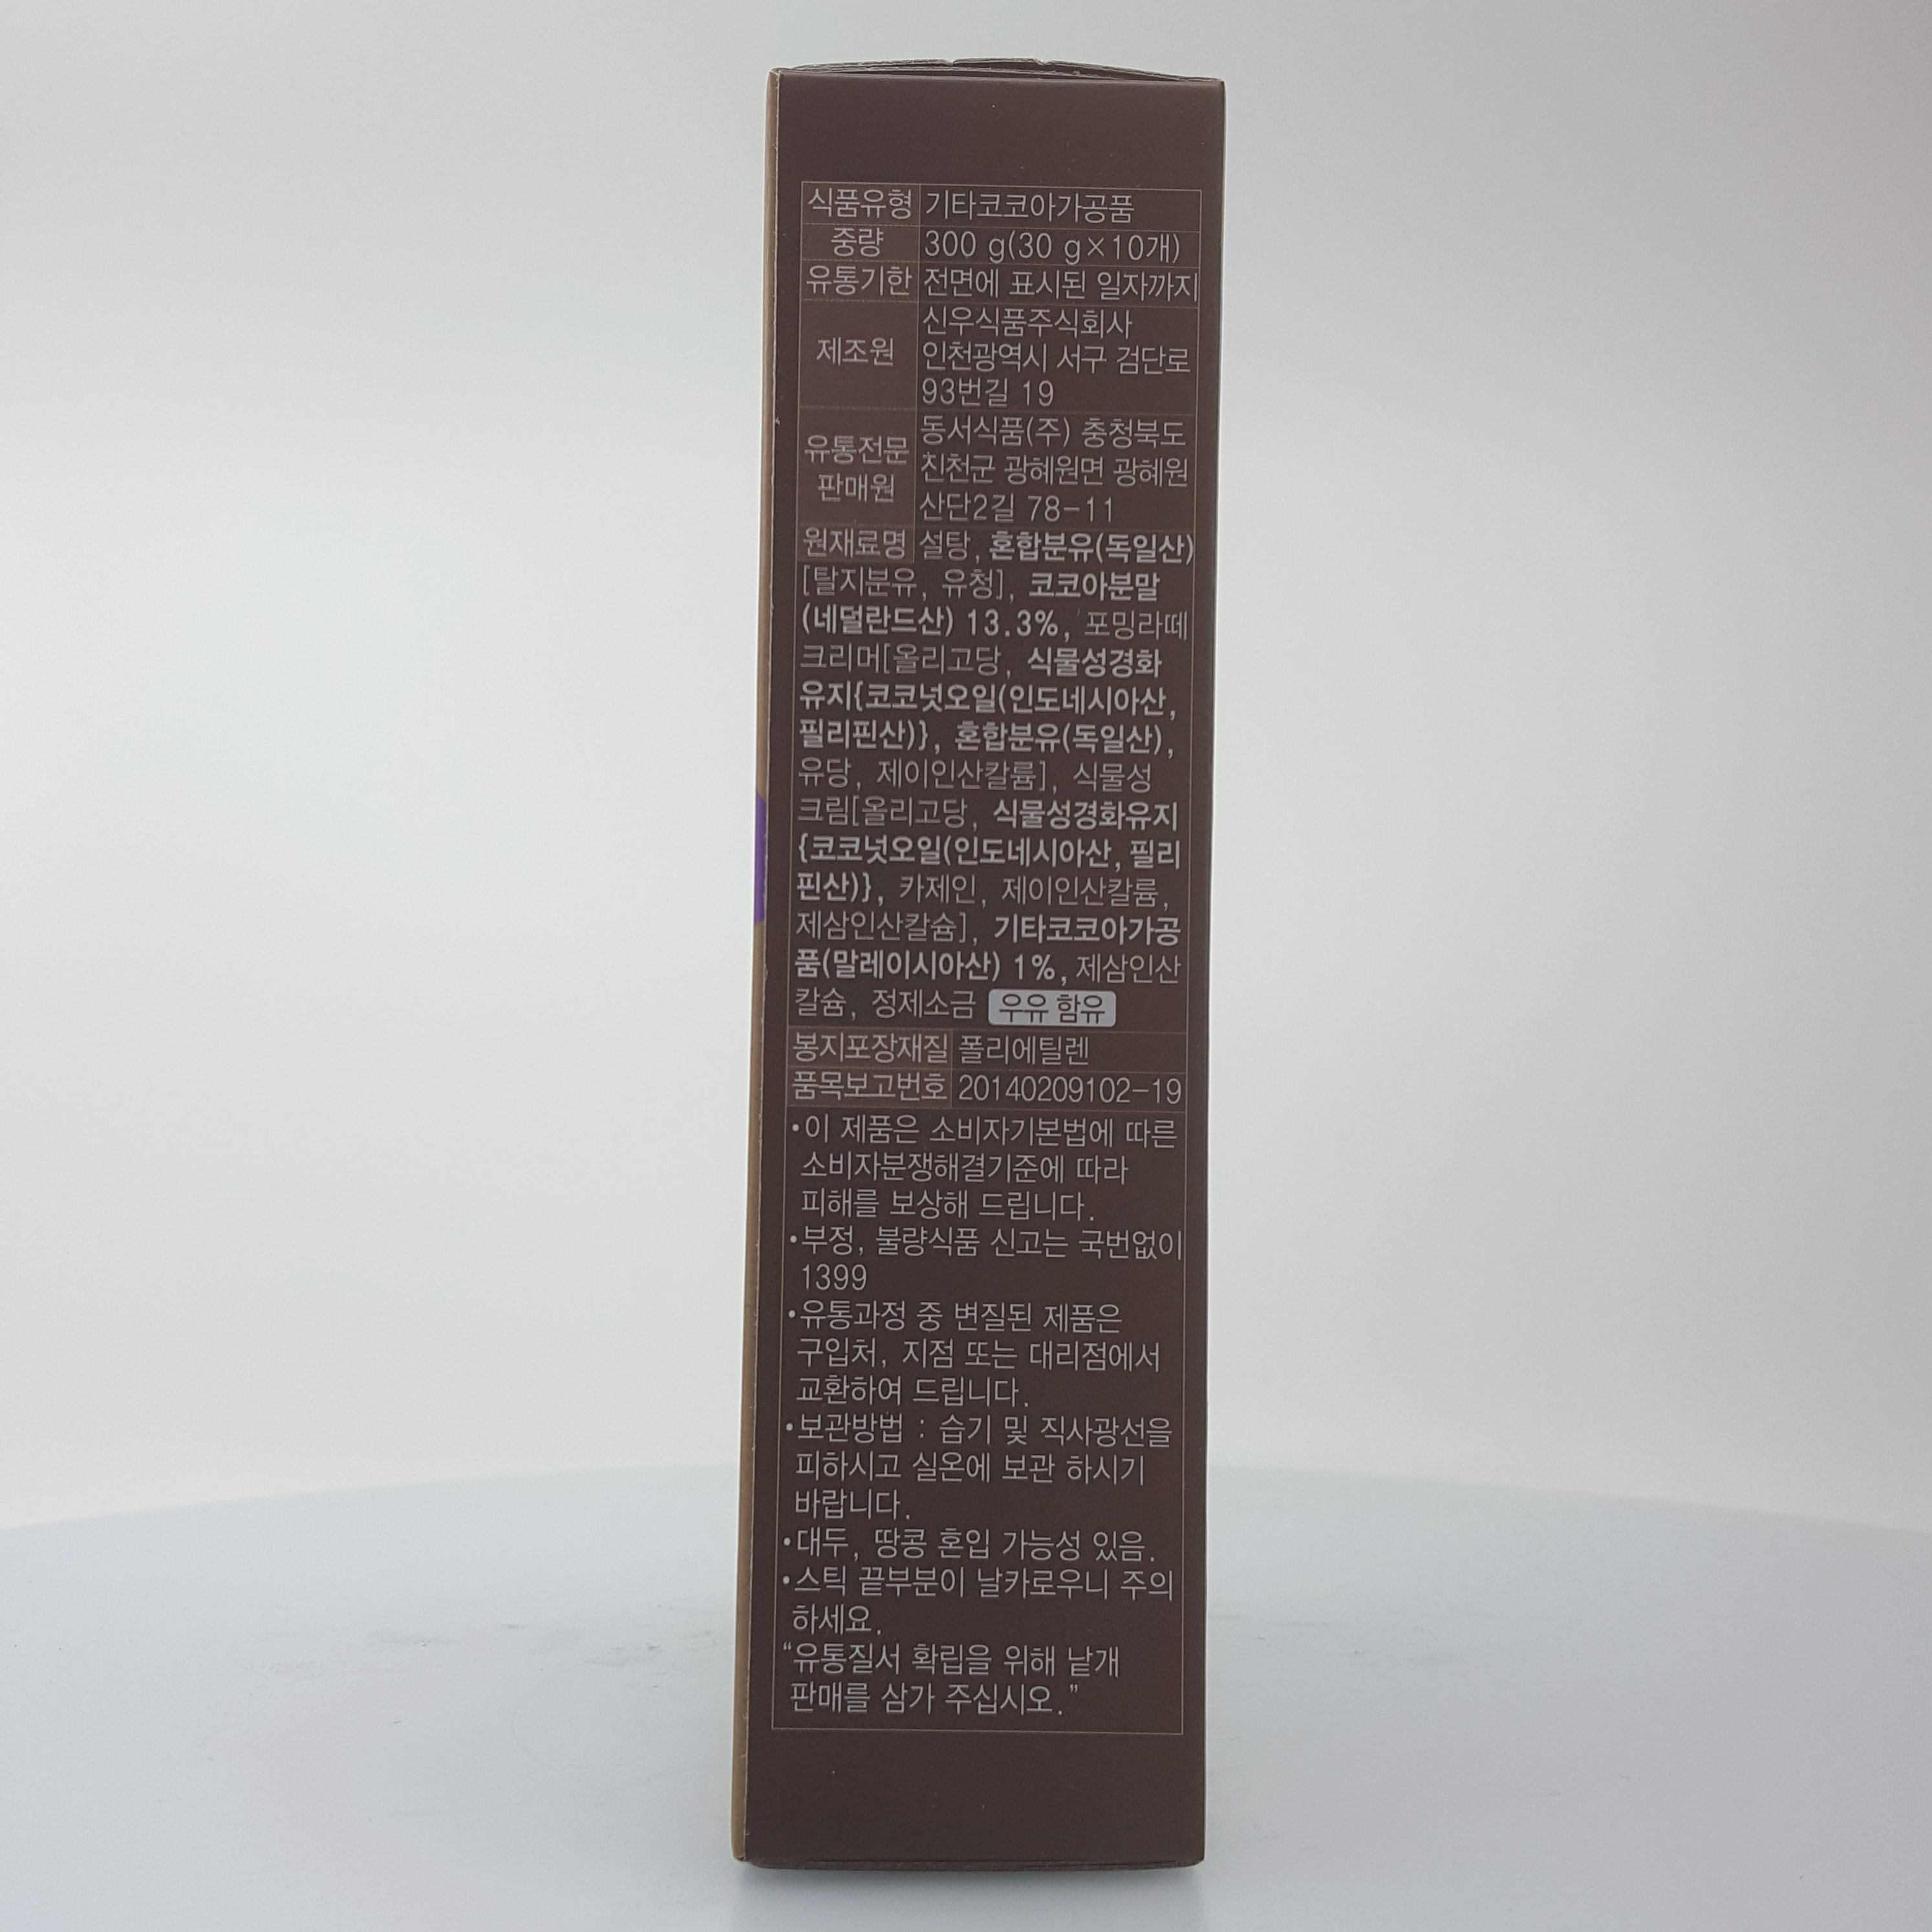 식품유형 기타코코아가공품
중량 300 g(30 g×10개)
유통기한 전면에 표시된 일자까지
제조원 신우식품주식회사
인천광역시 서구 검단로
93번길 19
유통전문
판매원
동서식품(주) 충청북도
진천군 광혜원면 광혜원
산단2길 78-11
원재료명 설탕, 혼합분유(독일산)
[탈지분유, 유청], 코코아분말
(네덜란드산) 13.3%, 포밍라떼
크리머[올리고당, 식물성경화
유지{코코넛오일(인도네시아산,
필리핀산)}, 혼합분유(독일산),
유당, 제이인산칼륨], 식물성
크림[올리고당, 식물성경화유지
{코코넛오일(인도네시아산, 필리
핀산)}, 카제인, 제이인산칼륨,
제삼인산칼슘], 기타코코아가공
품(말레이시아산) 1%, 제삼인산
칼슘, 정제소금 우유 함유
봉지포장재질 폴리에틸렌
품목보고번호 20140209102-19
•이 제품은 소비자기본법에 따른
소비자분쟁해결기준에 따라
피해를 보상해 드립니다.
•부정, 불량식품 신고는 국번없이
1399
•유통과정 중 변질된 제품은
구입처, 지점 또는 대리점에서
교환하여 드립니다.
•보관방법 : 습기 및 직사광선을
피하시고 실온에 보관 하시기
바랍니다.
•대두, 땅콩 혼입 가능성 있음.
•스틱 끝부분이 날카로우니 주의
하세요.
“유통질서 확립을 위해 낱개
판매를 삼가 주십시오.”